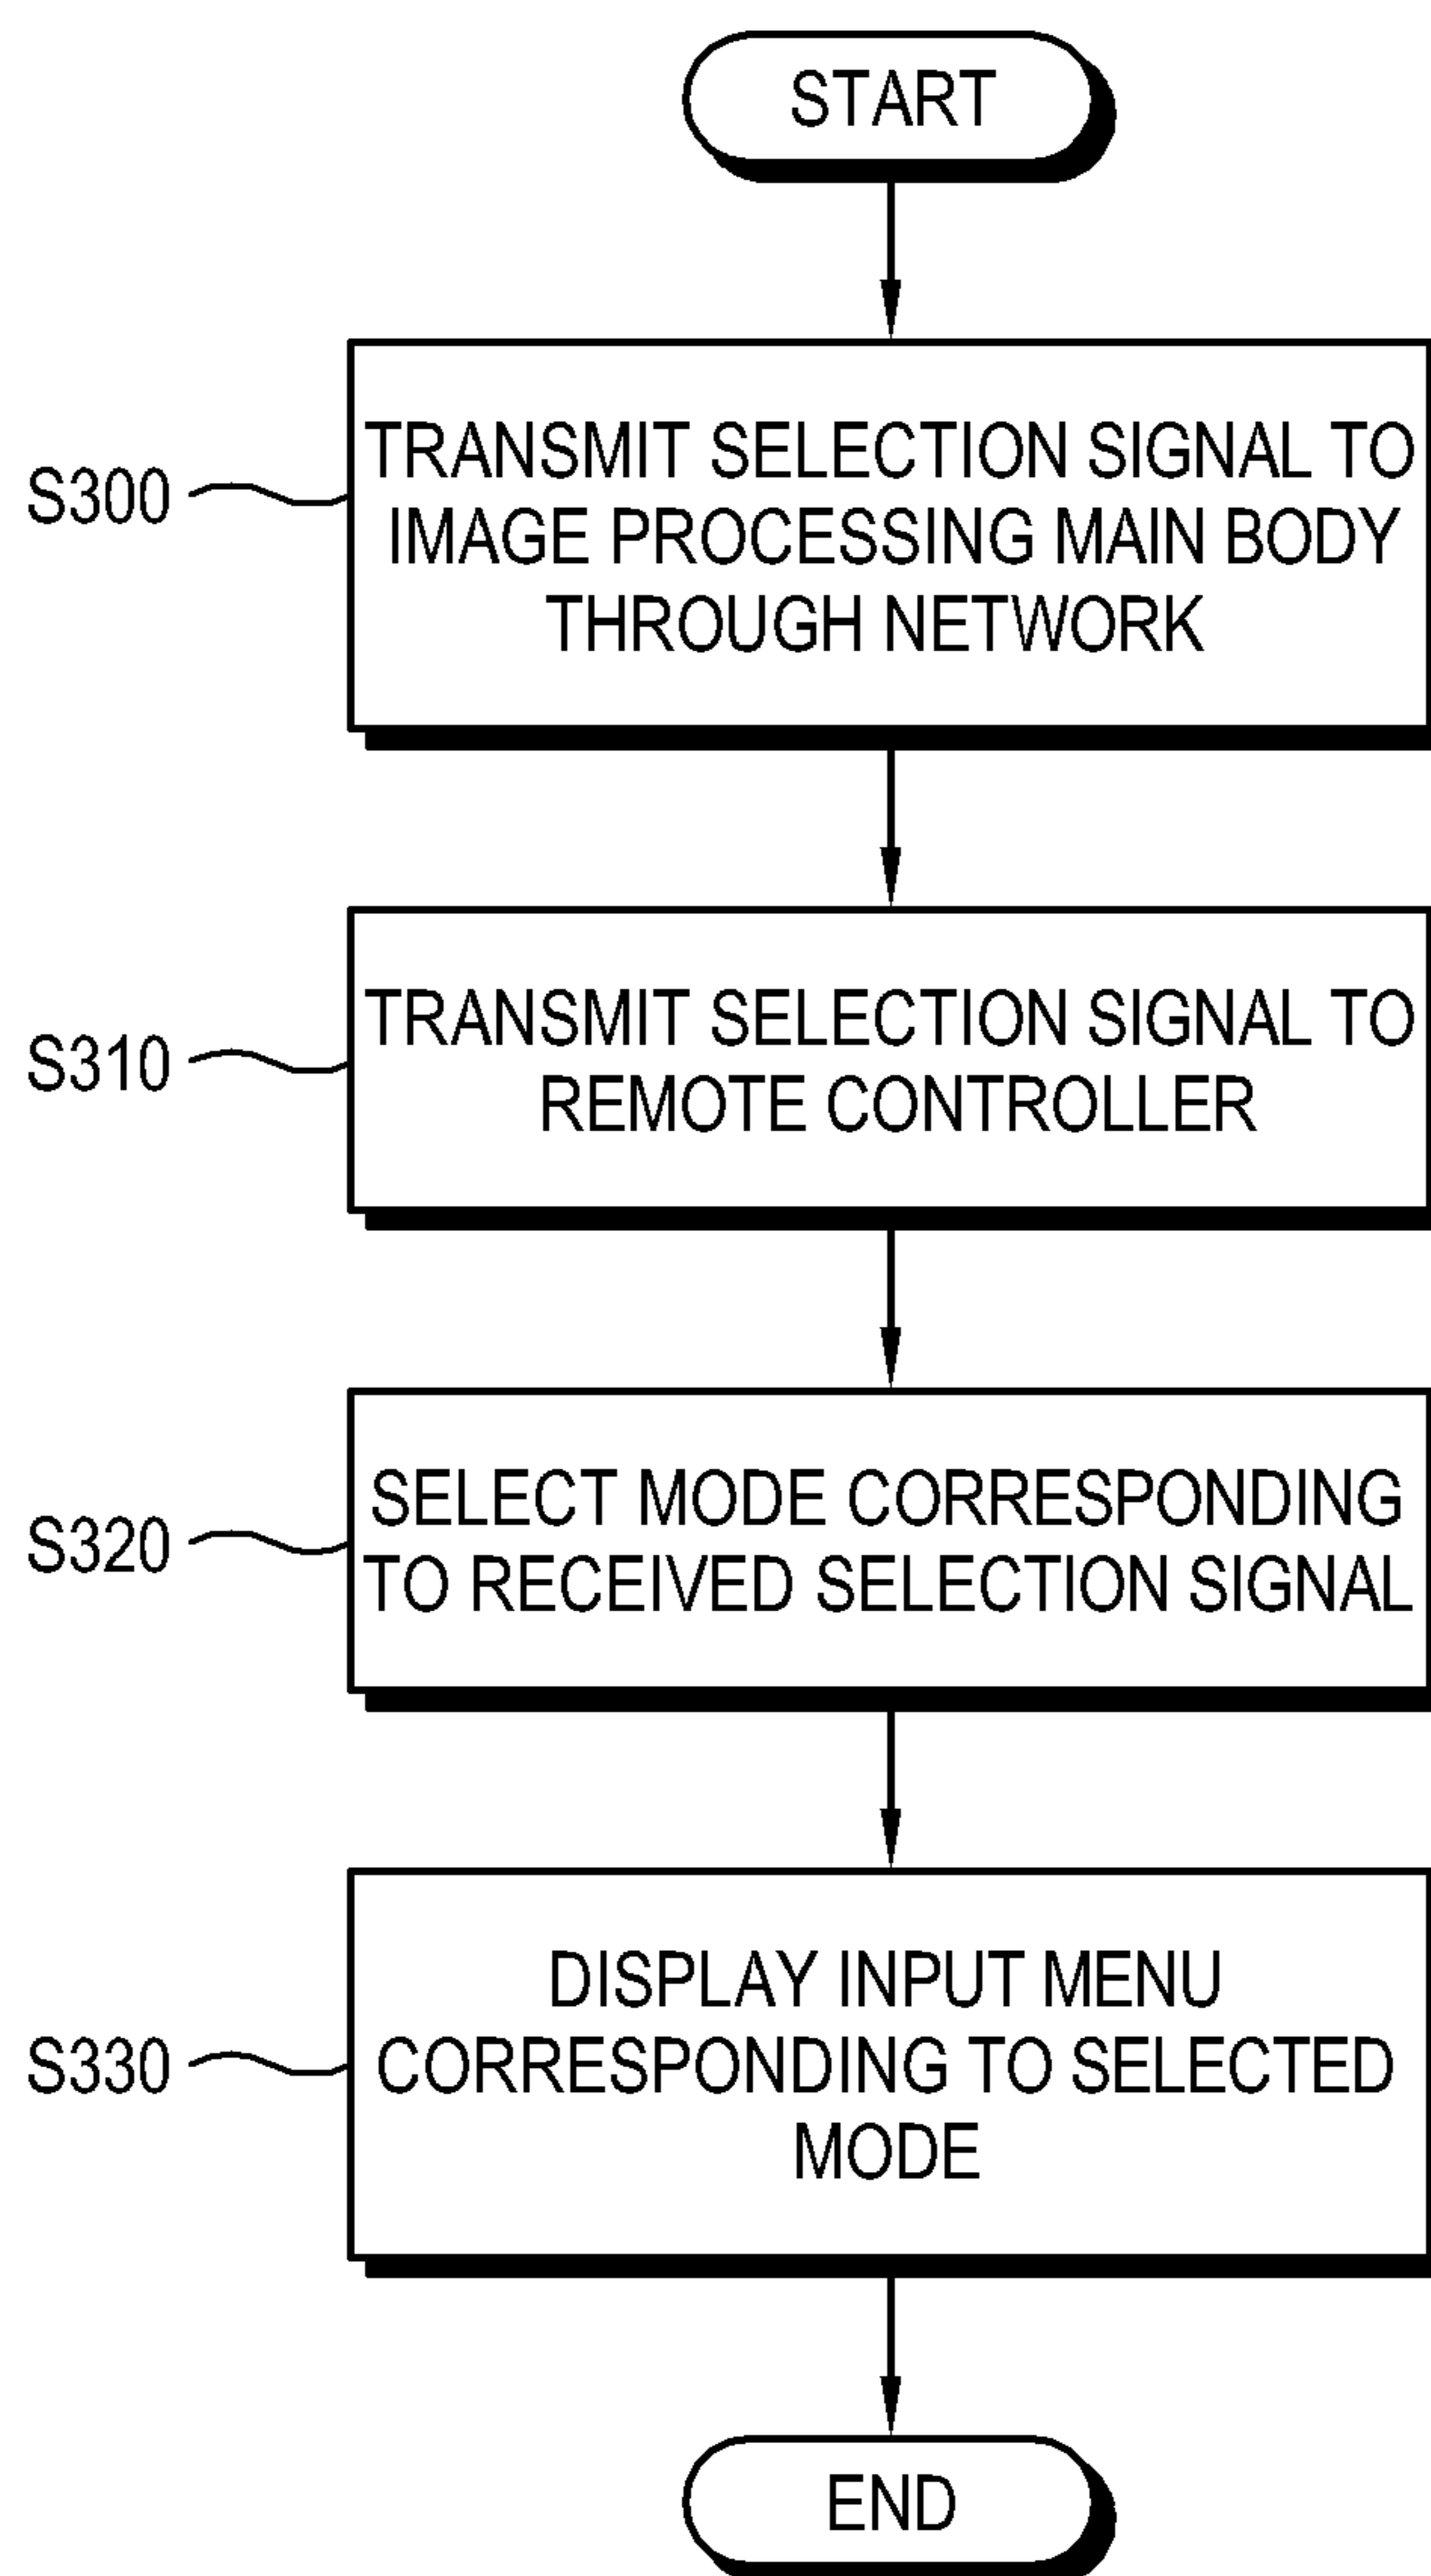 START
S300
TRANSMIT SELECTION SIGNAL TO
IMAGE PROCESSING MAIN BODY
THROUGH NETWORK
S310
TRANSMIT SELECTION SIGNAL TO
REMOTE CONTROLLER
S320
SELECT MODE CORRESPONDING
TO RECEIVED SELECTION SIGNAL
S330
DISPLAY INPUT MENU
CORRESPONDING TO SELECTED
MODE
END